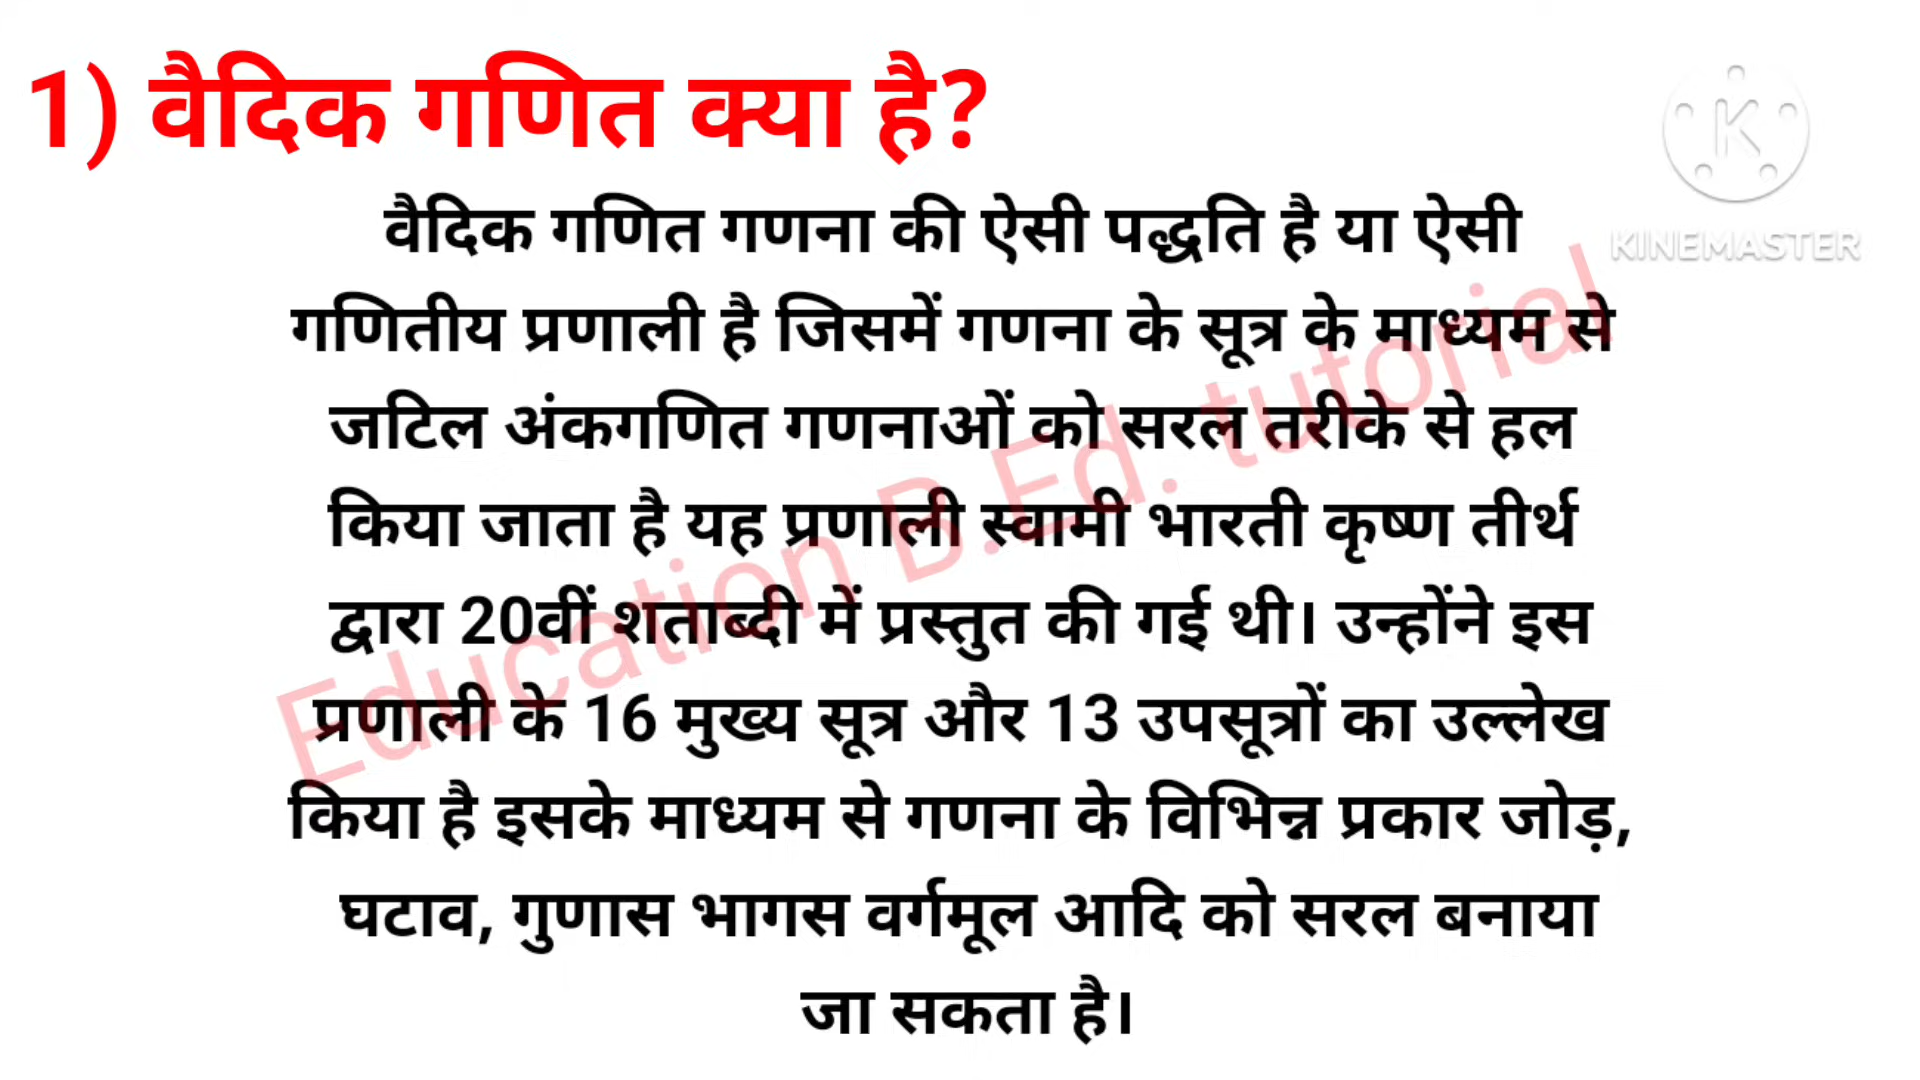 1) वैदिक गणित क्या है?
KINEMASTER
वैदिक गणित गणना की ऐसी पद्धति है या ऐसी
गणितीय प्रणाली है जिसमें गणना के सूत्र के माध्यम से
जटिल अंकगणित गणनाओं को सरल तरीके से हल
किया जाता है यह प्रणाली स्वामी भारती कृष्ण तीर्थ
द्वारा 20वीं शताब्दी में प्रस्तुत की गई थी। उन्होंने इस
प्रणाली के 16 मुख्य सूत्र और 13 उपसूत्रों का उल्लेख
किया है इसके माध्यम से गणना के विभिन्न प्रकार जोड़,
घटाव, गुणास भागस वर्गमूल आदि को सरल बनाया
जा सकता है।
Education B.Ed. tutorial